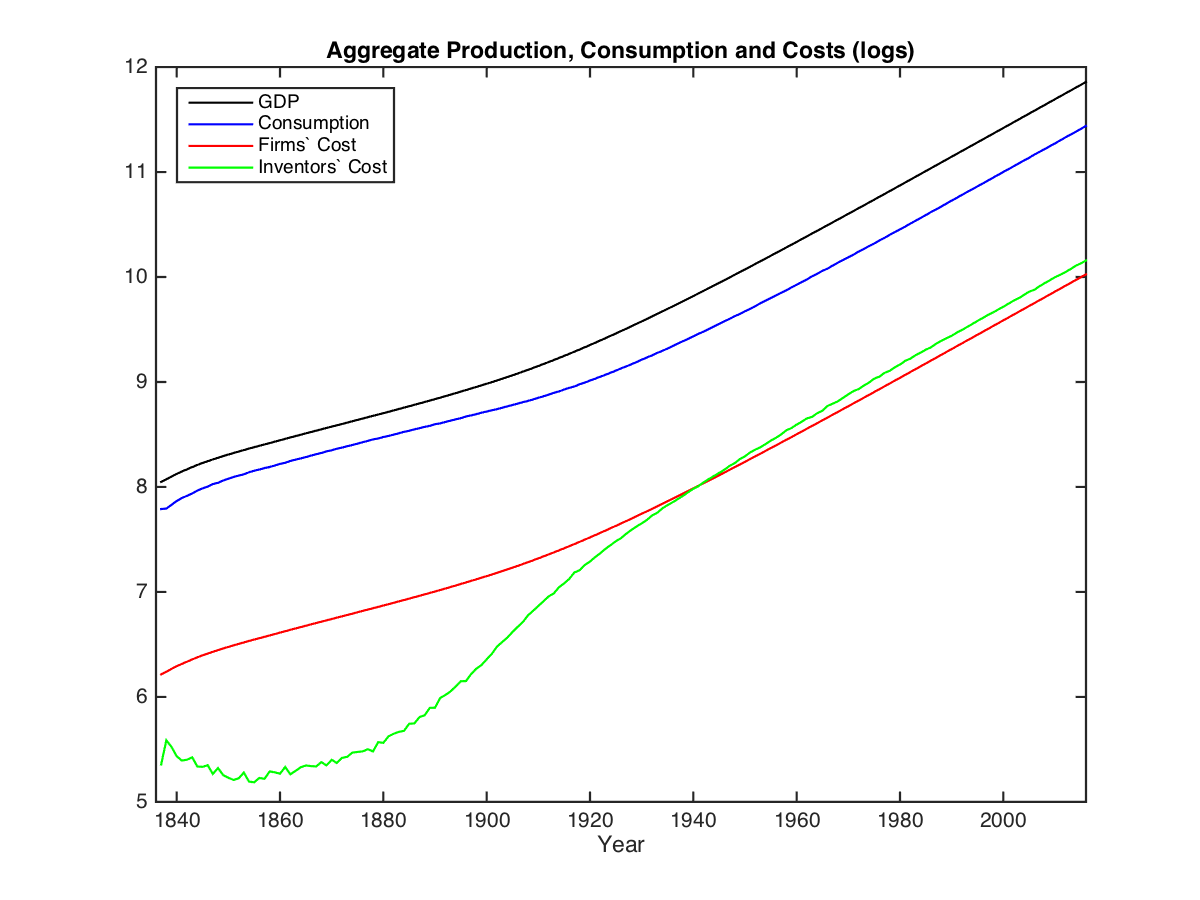 Aggregate Production, Consumption and Costs (logs)
12
11
10
9
8
7
6
5
GDP
Consumption
Firms` Cost
Inventors` Cost
1840 1860 1880 1900 1920 1940 1960 1980 2000
Year